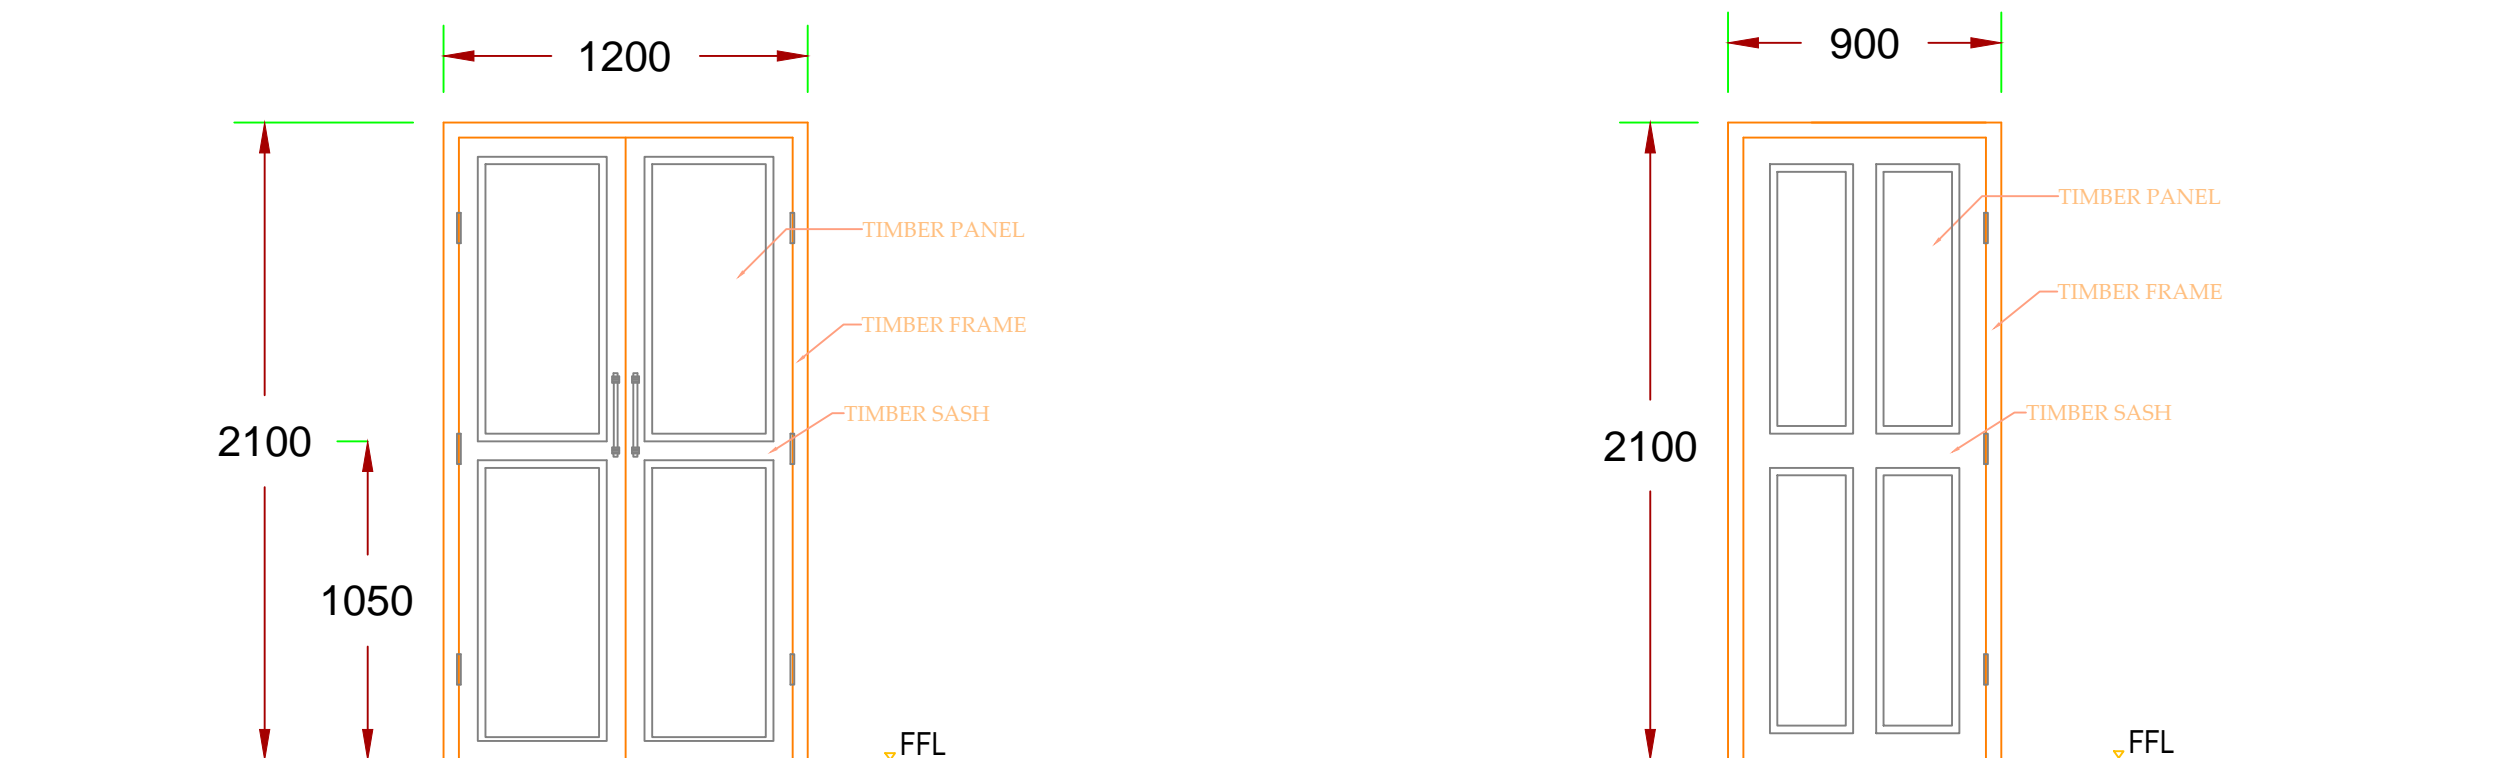 1200
2100
1050
TIMBER PANEL
TIMBER FRAME
TIMBER SASH
FFL
900
2100
TIMBER PANEL
TIMBER FRAME
TIMBER SASH
FFL